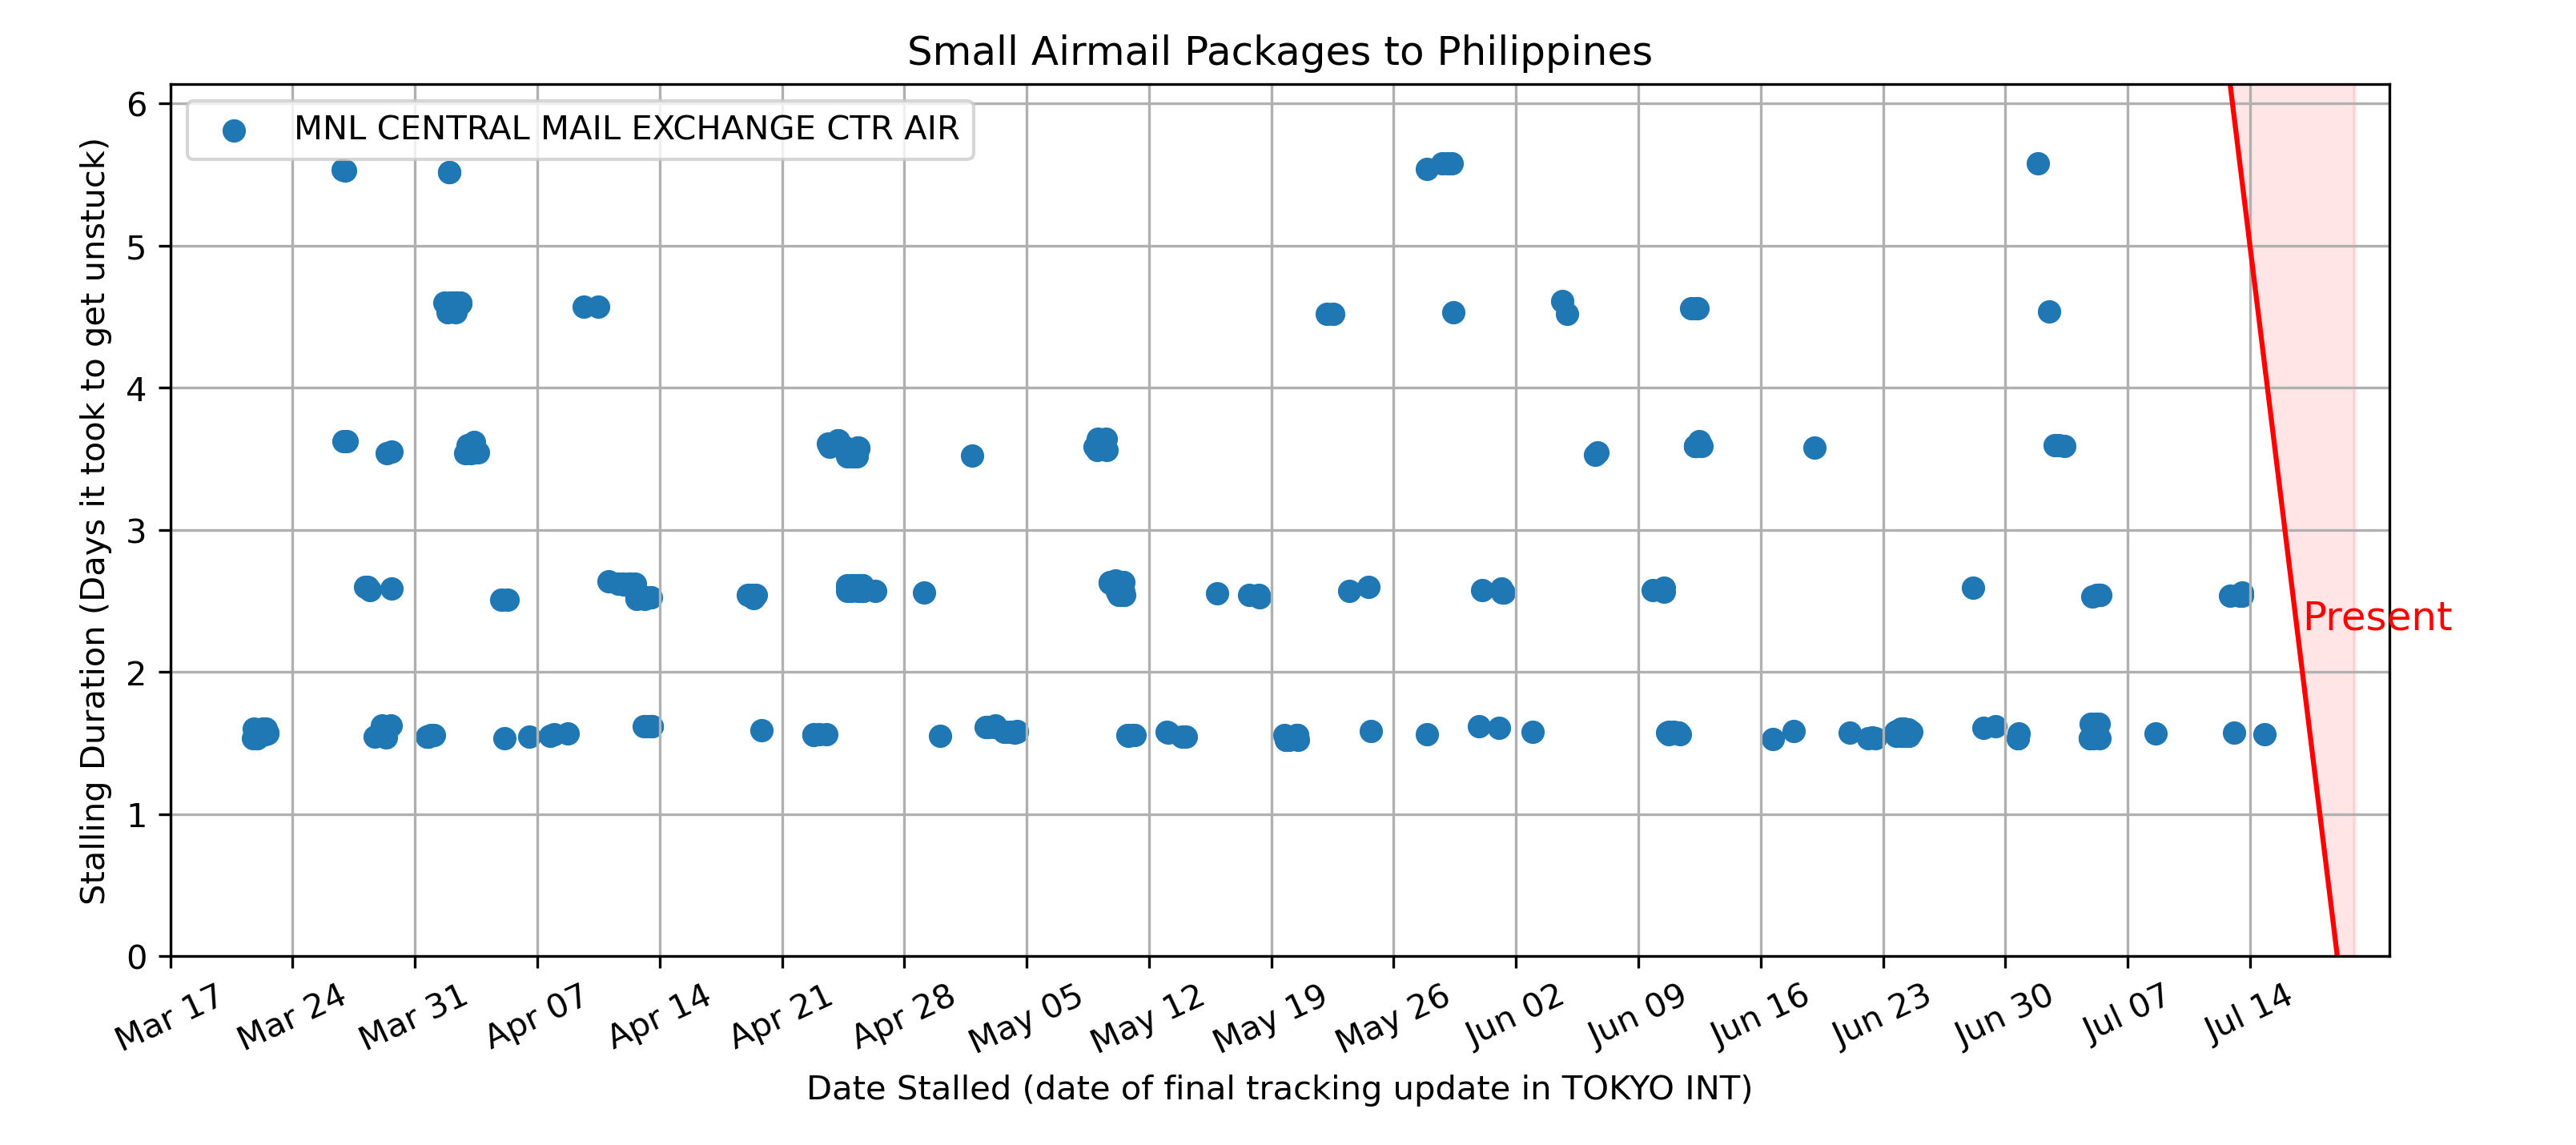 Small Airmail Packages to Philippines
MNL CENTRAL MAIL EXCHANGE CTR AIR
Stalling Duration (Days it took to get unstuck)
6
5
4
3
2
1
0
Present
Mar 17
Mar 24
Mar 31
Apr 07
Apr 14
Apr 21
Apr 28
May 05
May 12
May 19
May 26
Jun 02
Jun 09
Jun 16
Jun 23
Jun 30
Jul 07
Jul 14
Date Stalled (date of final tracking update in TOKYO INT)